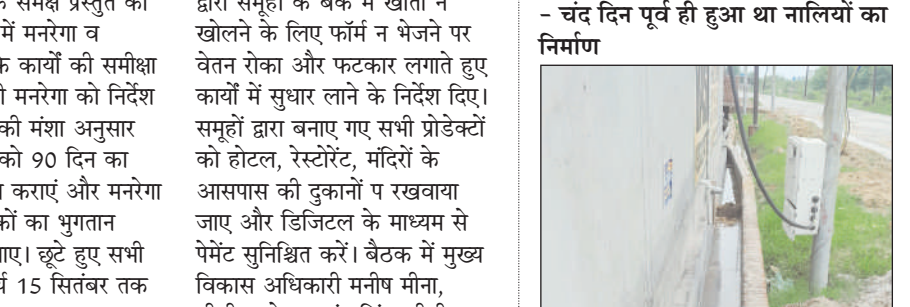 समक्ष प्रस्तुत की
में मनरेगा व
कार्यों की समीक्षा
मनरेगा को निर्देश
की मंशा अनुसार
को 90 दिन का
कराएं और मनरेगा
का भुगतान
जाए। छूटे हुए सभी
15 सितंबर तक
द्वारा समूहों के बैंक में खाता न
खोलने के लिए फॉर्म न भेजने पर
वेतन रोका और फटकार लगाते हुए
कार्यों में सुधार लाने के निर्देश दिए।
समूहों द्वारा बनाए गए सभी प्रोडेक्टों
को होटल, रेस्टोरेंट, मंदिरों के
आसपास की दुकानों प रखवाया
जाए और डिजिटल के माध्यम से
पेमेंट सुनिश्चित करें। बैठक में मुख्य
विकास अधिकारी मनीष मीना,
- चंद दिन पूर्व ही हुआ था नालियों का
निर्माण